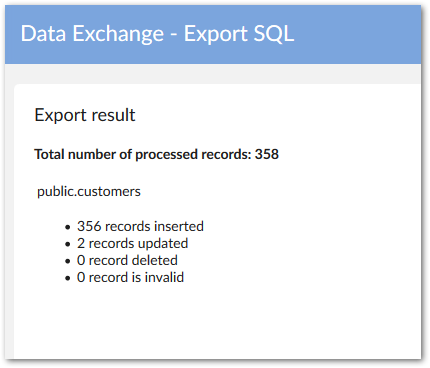 Data Exchange - Export SQL
Export result
Total number of processed records: 358
public.customers
• 356 records inserted
• 2 records updated
• 0 record deleted
• 0 record is invalid